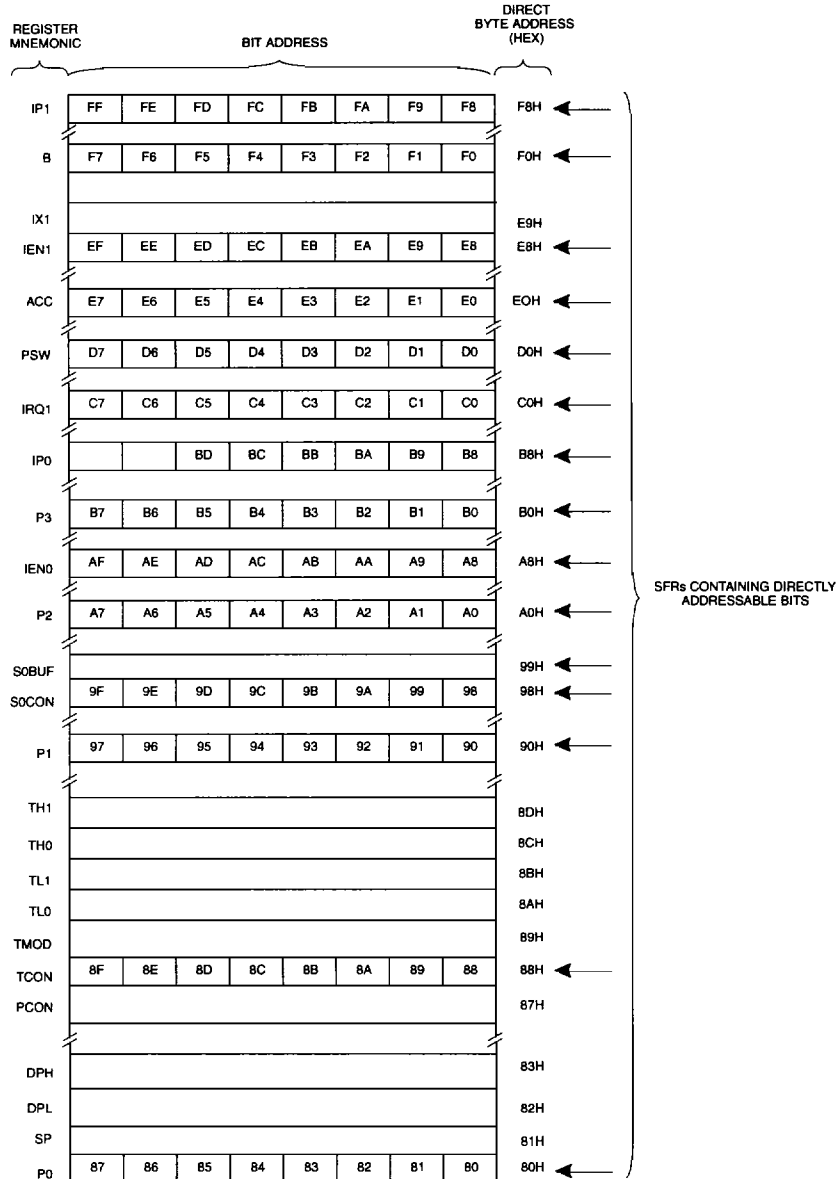 REGISTER MNEMONIC BIT ADDRESS DIRECT BYTE ADDRESS (HEX)
IP1 FF FE FD FC FB FA F9 F8 F8H
B F7 F6 F5 F4 F3 F2 F1 F0 F0H
IX1 E9H
IEN1 EF EE ED EC EB EA E9 E8 E8H
ACC E7 E6 E5 E4 E3 E2 E1 E0 EOH
PSW D7 D6 D5 D4 D3 D2 D1 D0 D0H
IRQ1 C7 C6 C5 C4 C3 C2 C1 C0 C0H
IP0 BD BC BB BA B9 B8 B8H
P3 B7 B6 B5 B4 B3 B2 B1 B0 B0H
IEN0 AF AE AD AC AB AA A9 A8 A8H
SFRs CONTAINING DIRECTLY
ADDRESSABLE BITS
P2 A7 A6 A5 A4 A3 A2 A1 A0 A0H
S0BUF 99H
S0CON 9F 9E 9D 9C 9B 9A 99 98 98H
P1 97 96 95 94 93 92 91 90 90H
TH1 8DH
TH0 8CH
TL1 8BH
TL0 8AH
TMOD 89H
TCON 8F 8E 8D 8C 8B 8A 89 88 88H
PCON 87H
DPH 83H
DPL 82H
SP 81H
P0 87 86 85 84 83 82 81 80 80H